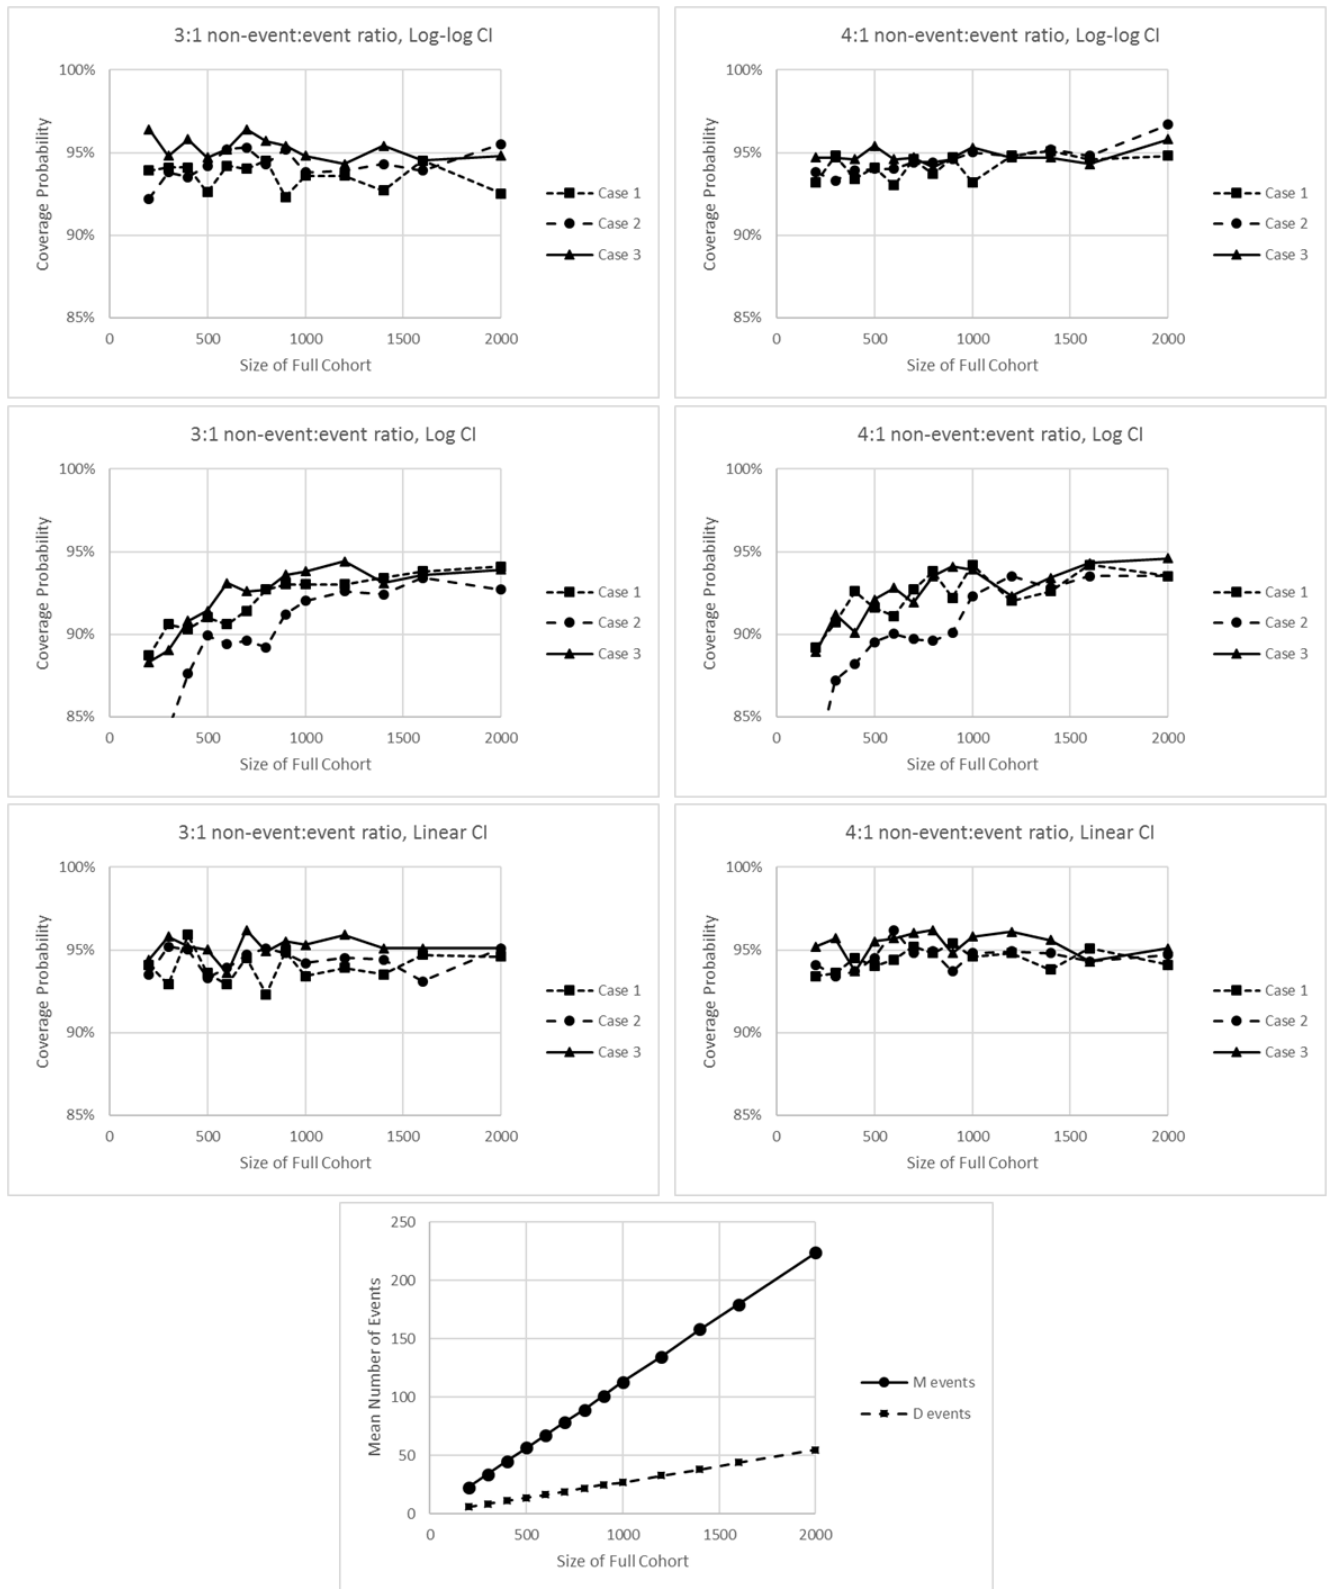 3:1 non-event:event ratio, Log-log CI
100%
95%
90%
85%
Coverage Probability
0 500 1000 1500 2000
Size of Full Cohort
Case 1
Case 2
Case 3
4:1 non-event:event ratio, Log-log CI
100%
95%
90%
85%
Coverage Probability
0 500 1000 1500 2000
Size of Full Cohort
Case 1
Case 2
Case 3
3:1 non-event:event ratio, Log CI
100%
95%
90%
85%
Coverage Probability
0 500 1000 1500 2000
Size of Full Cohort
Case 1
Case 2
Case 3
4:1 non-event:event ratio, Log CI
100%
95%
90%
85%
Coverage Probability
0 500 1000 1500 2000
Size of Full Cohort
Case 1
Case 2
Case 3
3:1 non-event:event ratio, Linear CI
100%
95%
90%
85%
Coverage Probability
0 500 1000 1500 2000
Size of Full Cohort
Case 1
Case 2
Case 3
4:1 non-event:event ratio, Linear CI
100%
95%
90%
85%
Coverage Probability
0 500 1000 1500 2000
Size of Full Cohort
Case 1
Case 2
Case 3
250
200
150
100
50
0
Mean Number of Events
0 500 1000 1500 2000
Size of Full Cohort
M events
D events